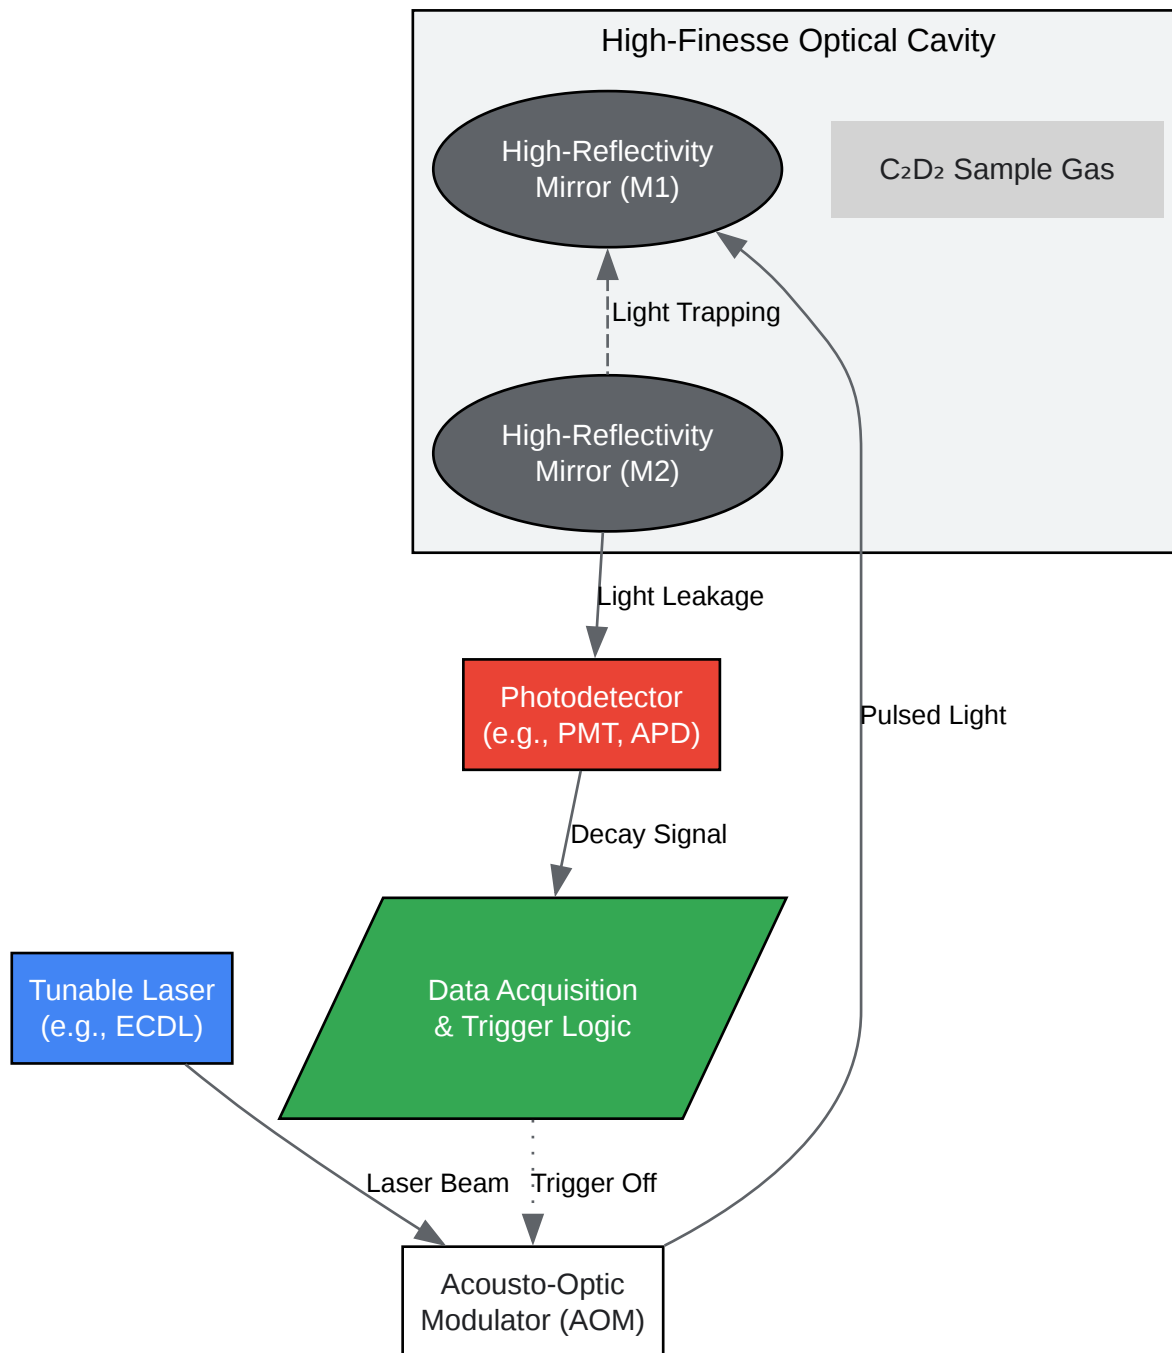 High-Finesse Optical Cavity
High-Reflectivity
Mirror (M1)
C₂D₂ Sample Gas
Light Trapping
High-Reflectivity
Mirror (M2)
Light Leakage
Photodetector
(e.g., PMT, APD)
Pulsed Light
Decay Signal
Tunable Laser
(e.g., ECDL)
Data Acquisition
& Trigger Logic
Laser Beam
Trigger Off
Acousto-Optic
Modulator (AOM)